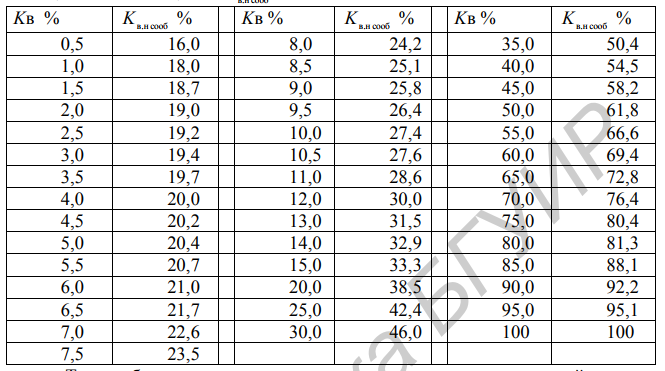 в.н сооб
Kв % K в.н сооб % Kв % K в.н сооб % Kв % K в.н сооб %
0,5 16,0 8,0 24,2 35,0 50,4
1,0 18,0 8,5 25,1 40,0 54,5
1,5 18,7 9,0 25,8 45,0 58,2
2,0 19,0 9,5 26,4 50,0 61,8
2,5 19,2 10,0 27,4 55,0 66,6
3,0 19,4 10,5 27,6 60,0 69,4
3,5 19,7 11,0 28,6 65,0 72,8
4,0 20,0 12,0 30,0 70,0 76,4
4,5 20,2 13,0 31,5 75,0 80,4
5,0 20,4 14,0 32,9 80,0 81,3
5,5 20,7 15,0 33,3 85,0 88,1
6,0 21,0 20,0 38,5 90,0 92,2
6,5 21,7 25,0 42,4 95,0 95,1
7,0 22,6 30,0 46,0 100 100
7,5 23,5
БГУИР